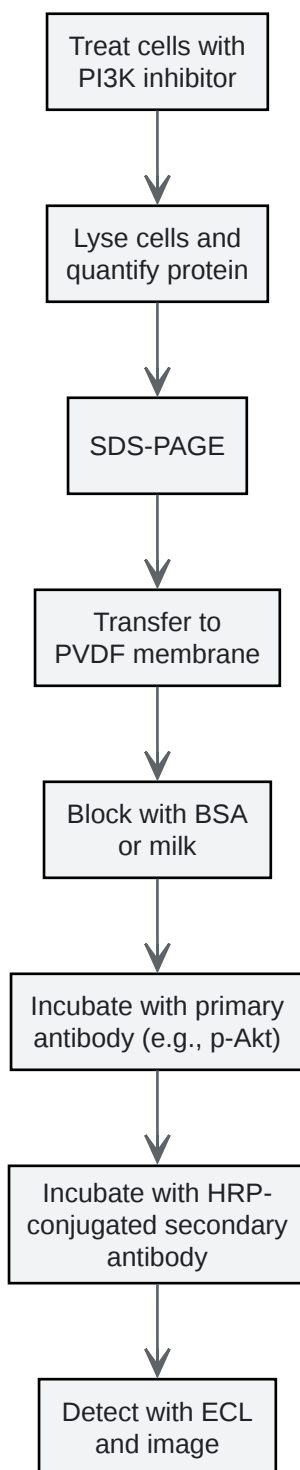 Treat cells with
PI3K inhibitor
Lyse cells and
quantify protein
SDS-PAGE
Transfer to
PVDF membrane
Block with BSA
or milk
Incubate with primary
antibody (e.g., p-Akt)
Incubate with HRP-
conjugated secondary
antibody
Detect with ECL
and image